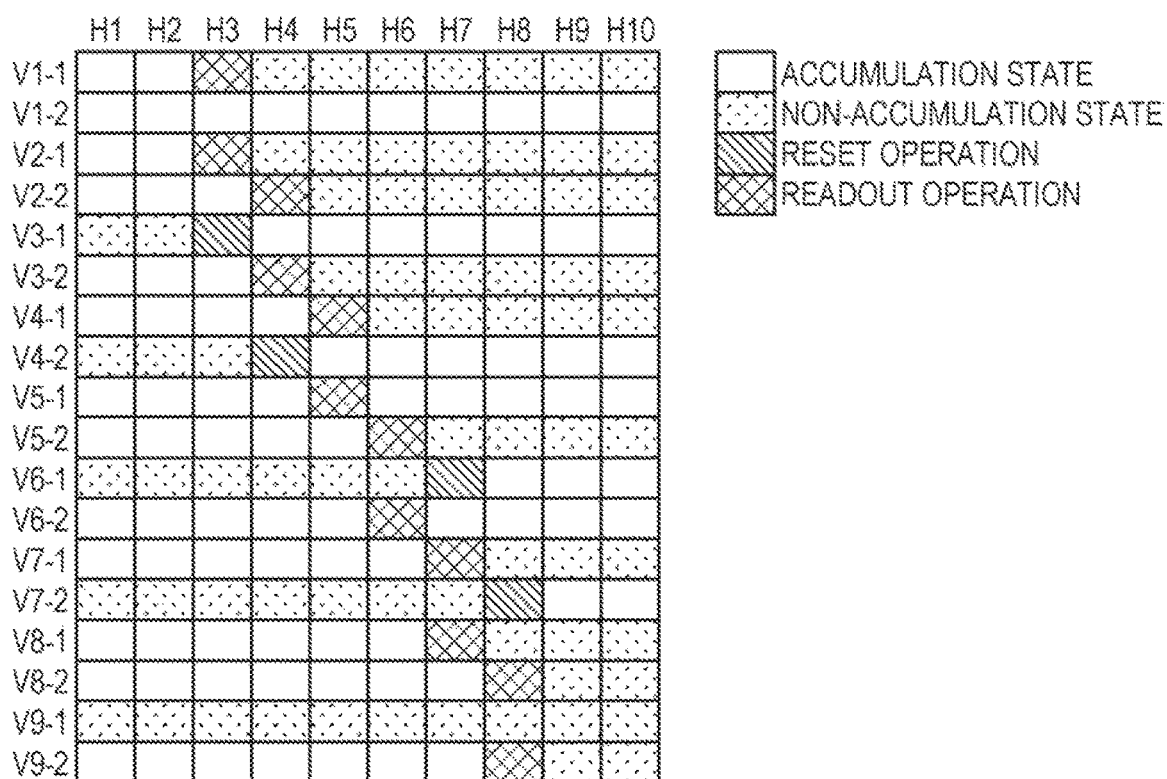 H1 H2 H3 H4 H5 H6 H7 H8 H9 H10
V1-1
V1-2
V2-1
V2-2
V3-1
V3-2
V4-1
V4-2
V5-1
V5-2
V6-1
V6-2
V7-1
V7-2
V8-1
V8-2
V9-1
V9-2
ACCUMULATION STATE
NON-ACCUMULATION STATE
RESET OPERATION
READOUT OPERATION